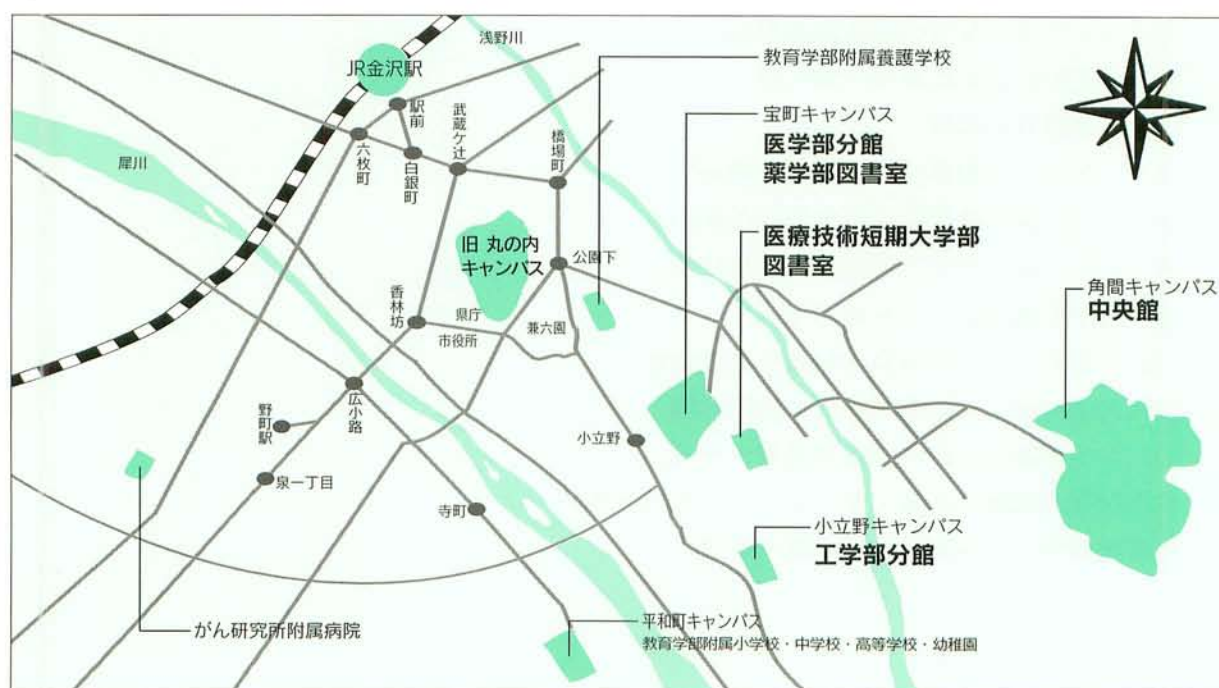 浅野川
JR金沢駅
駅前
武蔵ヶ辻
橋場町
六枚町
白銀町
犀川
旧 丸の内
キャンパス
公園下
香林坊
県庁
市役所
兼六園
広小路
野町駅
泉一丁目
小立野
寺町
教育学部附属養護学校
宝町キャンパス
医学部分館
薬学部図書室
医療技術短期大学部
図書室
角間キャンパス
中央館
小立野キャンパス
工学部分館
がん研究所附属病院
平和町キャンパス
教育学部附属小学校・中学校・高等学校・幼稚園